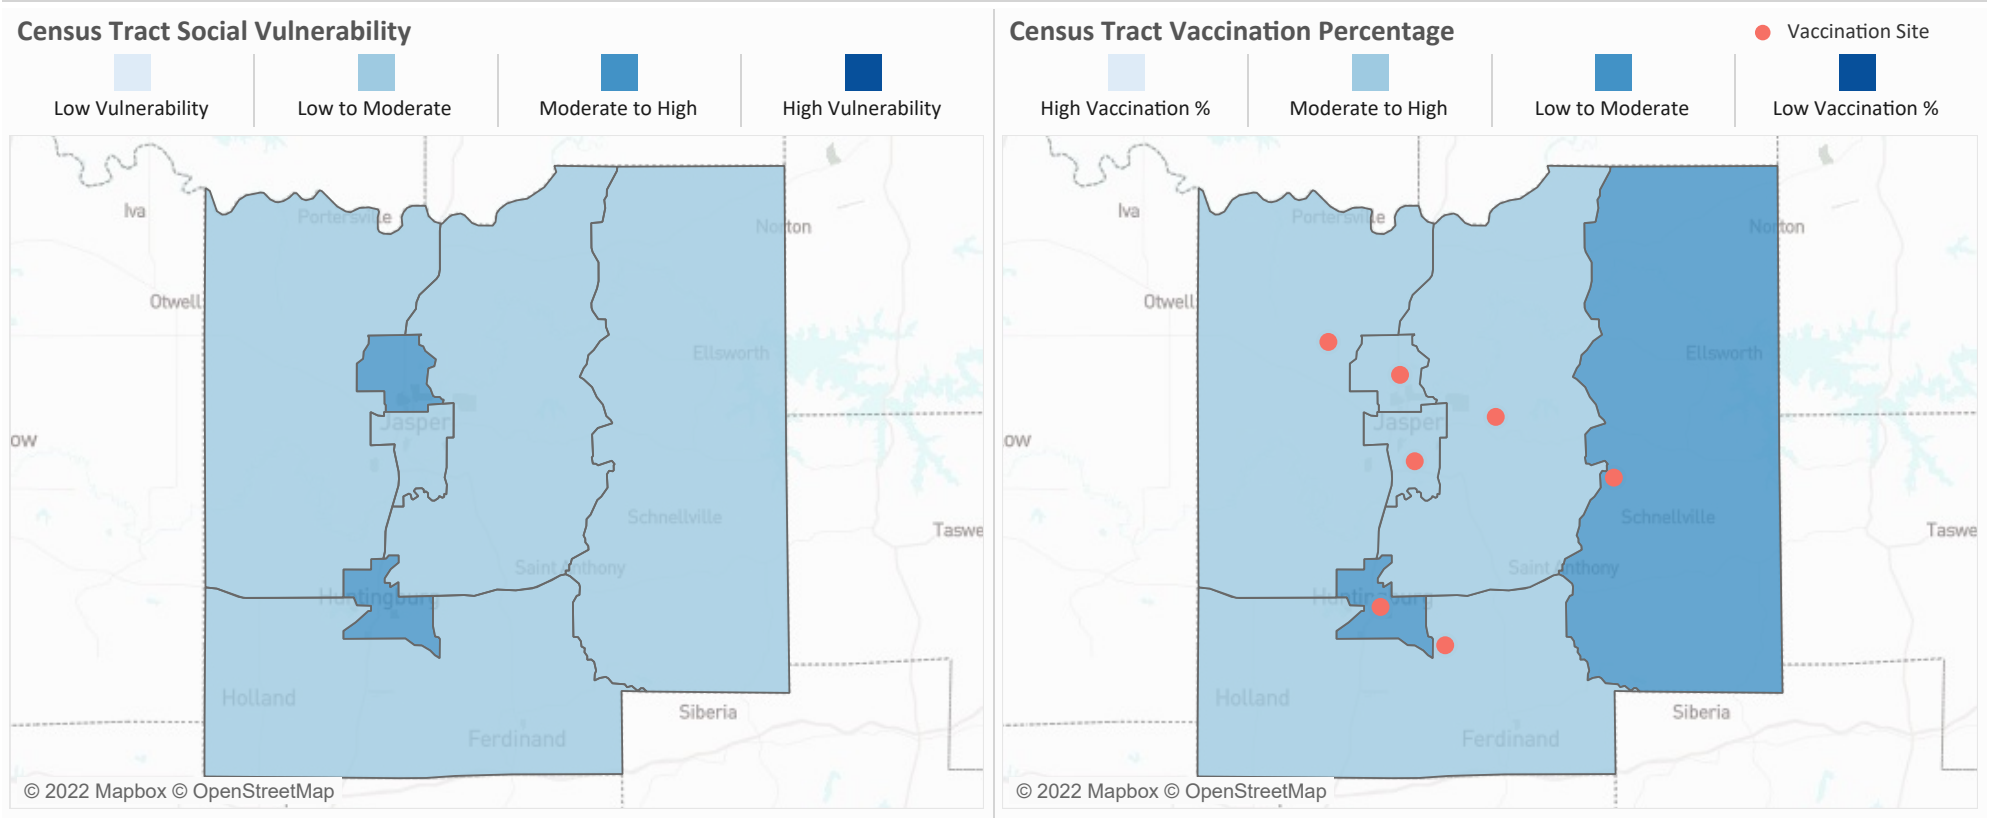 Census Tract Social Vulnerability
Low Vulnerability
Low to Moderate
Moderate to High
High Vulnerability
Iva
Portersville
Norton
Otwell
Ellsworth
Jasper
ow
Schnellville
Taswe
Saint Anthony
Huntingburg
Holland
Siberia
Ferdinand
© 2022 Mapbox © OpenStreetMap
Census Tract Vaccination Percentage
Vaccination Site
High Vaccination %
Moderate to High
Low to Moderate
Low Vaccination %
Iva
Portersville
Norton
Otwell
Ellsworth
Jasper
ow
Schnellville
Taswe
Saint Anthony
Huntingburg
Holland
Siberia
Ferdinand
© 2022 Mapbox © OpenStreetMap